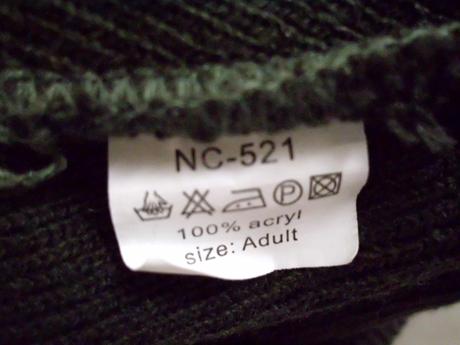 NC-521
P
100% acryl
size: Adult